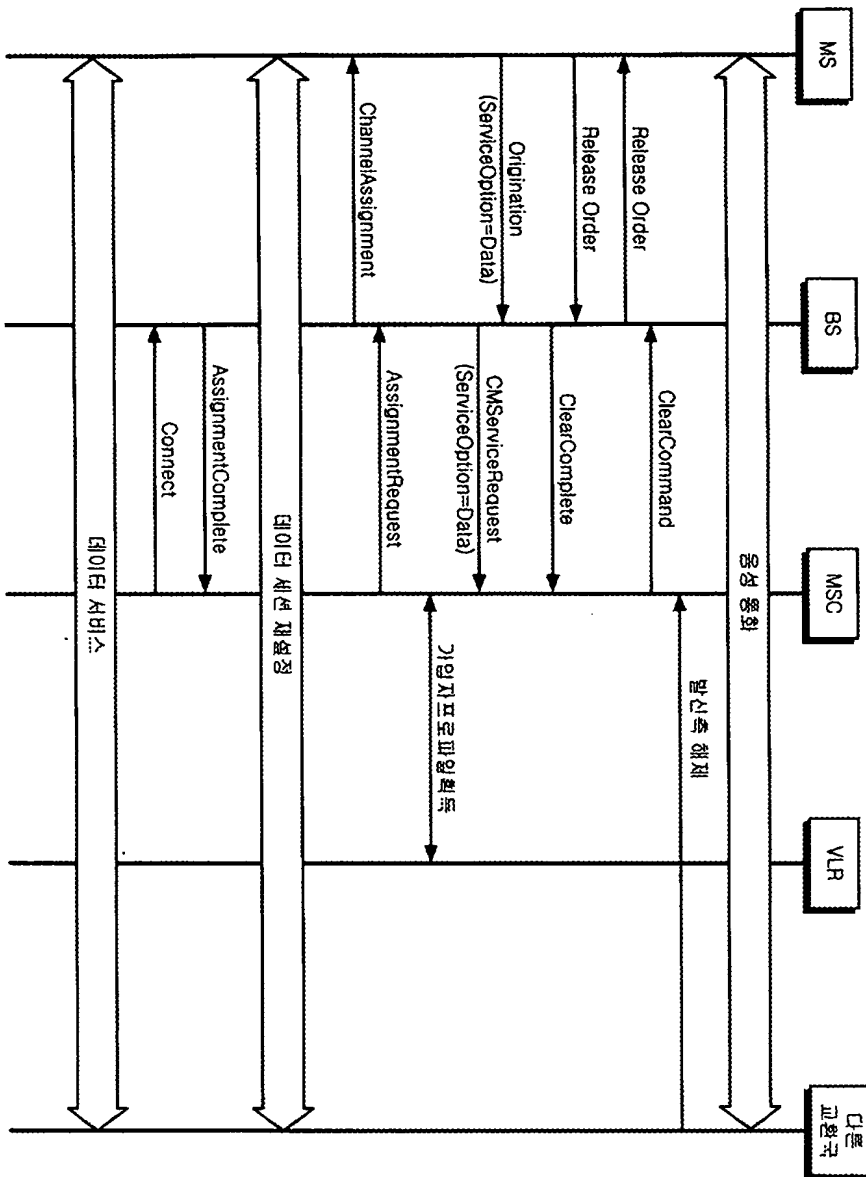 MS
BS
MSC
VLR
다른
교환국
음성 통화
발신측 해제
ClearCommand
Release Order
Release Order
ClearComplete
Origination
(ServiceOption=Data)
CMServiceRequest
(ServiceOption=Data)
가입자프로파일획득
AssignmentRequest
ChannelAssignment
데이터 세션 재설정
AssignmentComplete
Connect
데이터 서비스